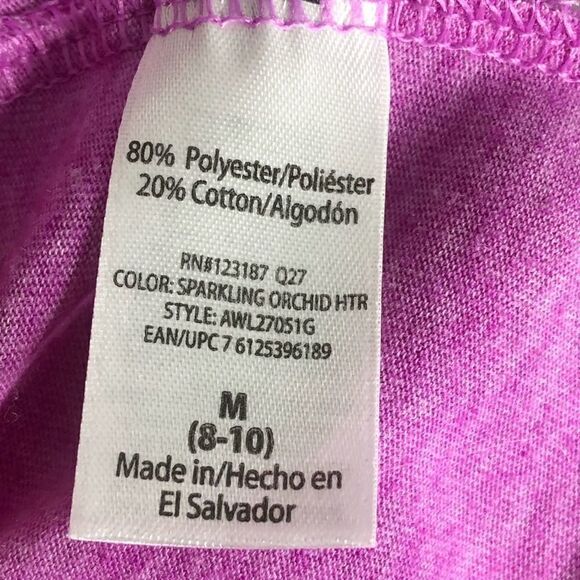 80% Polyester/Poliéster
20% Cotton/Algodón
RN#123187 Q27
COLOR: SPARKLING ORCHID HTR
STYLE: AWL27051G
EAN/UPC 7 6125396189
M
(8-10)
Made in/Hecho en
El Salvador